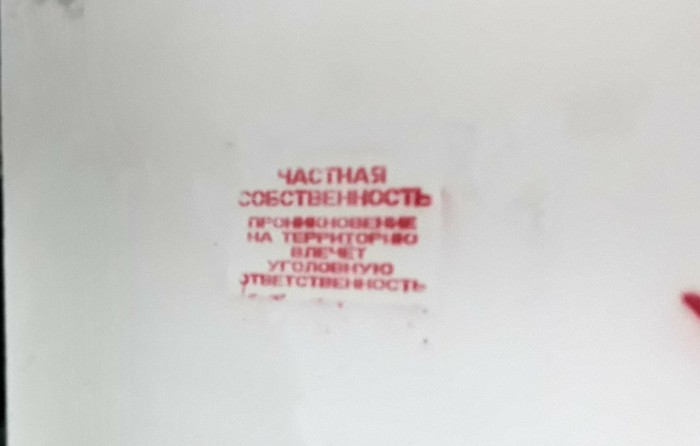 ЧАСТНАЯ
СОБСТВЕННОСТЬ
ПРОНИКНОВЕНИЕ
НА ТЕРРИТОРИЮ
ВЛЕЧЕТ
УГОЛОВНУЮ
ОТВЕТСТВЕННОСТЬ